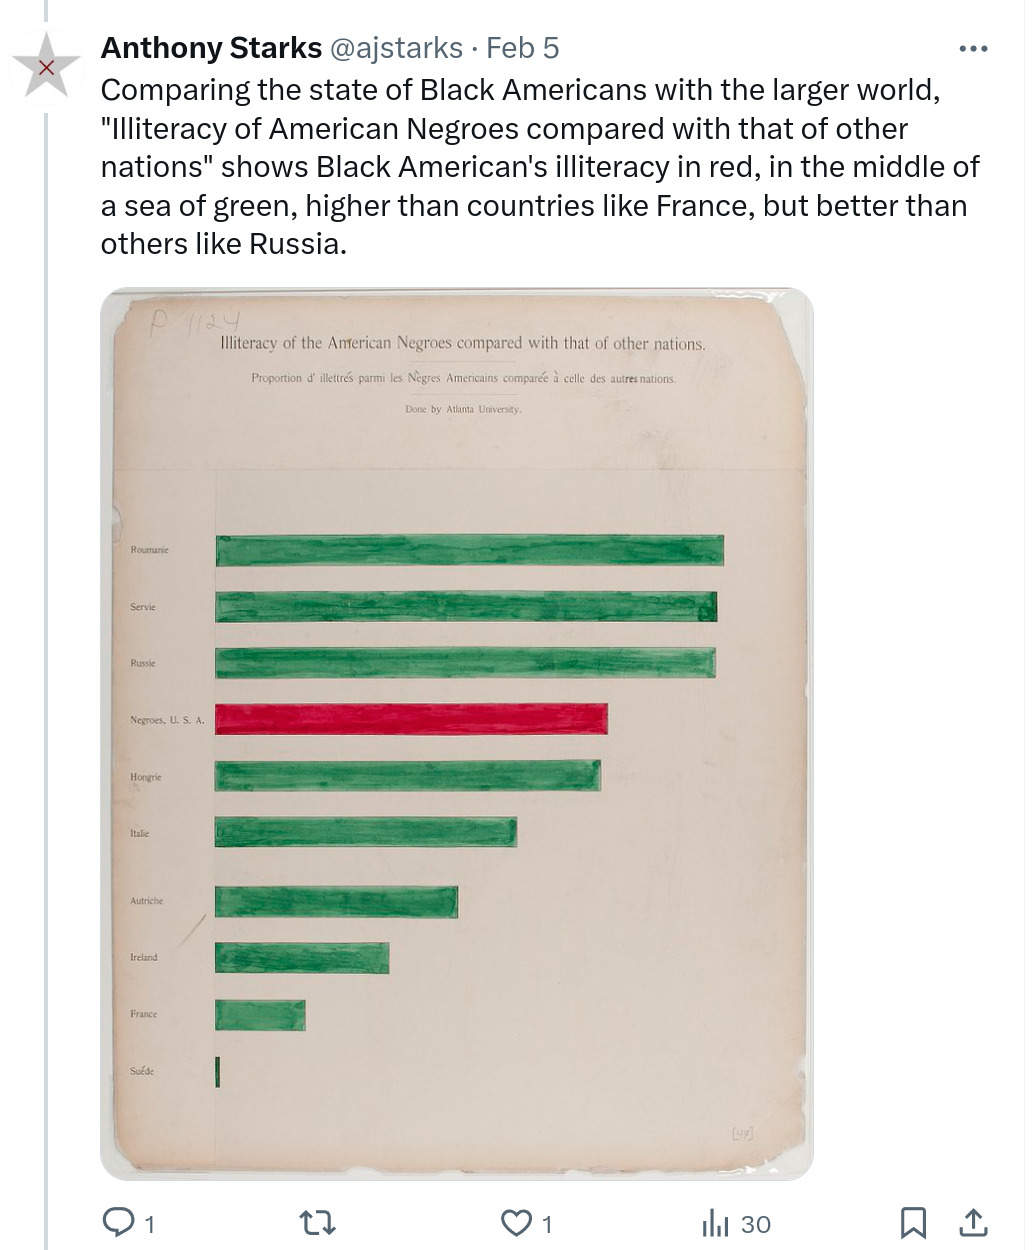 Anthony Starks @ajstarks · Feb 5
Comparing the state of Black Americans with the larger world,
"Illiteracy of American Negroes compared with that of other
nations" shows Black American's illiteracy in red, in the middle of
a sea of green, higher than countries like France, but better than
others like Russia.
P 1124
Illiteracy of the American Negroes compared with that of other nations.
Proportion d' illettrés parmi les Nègres Americains comparée à celle des autres nations.
Done by Atlanta University.
Roumanie
Servie
Russie
Negroes, U. S. A.
Hongrie
Italie
Autriche
Ireland
France
Suéde
[47]
1
1
30